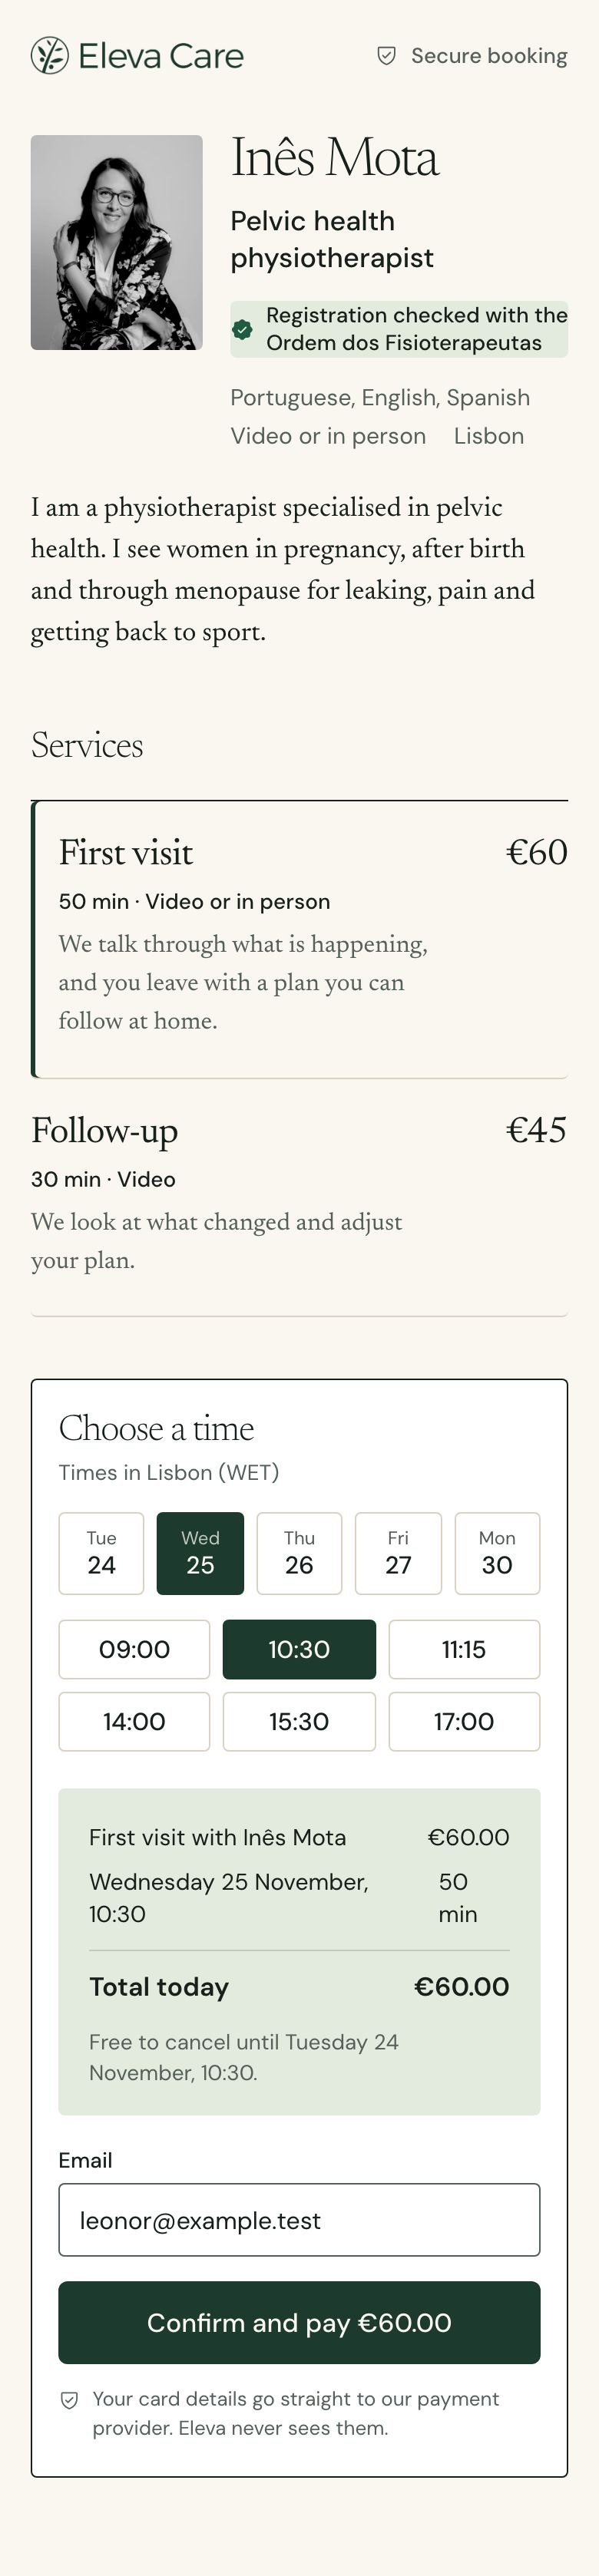 Eleva Care
Secure booking
Inês Mota
Pelvic health
physiotherapist
Registration checked with the
Ordem dos Fisioterapeutas
Portuguese, English, Spanish
Video or in person Lisbon
I am a physiotherapist specialised in pelvic
health. I see women in pregnancy, after birth
and through menopause for leaking, pain and
getting back to sport.
Services
First visit €60
50 min · Video or in person
We talk through what is happening,
and you leave with a plan you can
follow at home.
Follow-up €45
30 min · Video
We look at what changed and adjust
your plan.
Choose a time
Times in Lisbon (WET)
Tue Wed Thu Fri Mon
24 25 26 27 30
09:00 10:30 11:15
14:00 15:30 17:00
First visit with Inês Mota €60.00
Wednesday 25 November, 50
10:30 min
Total today €60.00
Free to cancel until Tuesday 24
November, 10:30.
Email
leonor@example.test
Confirm and pay €60.00
Your card details go straight to our payment
provider. Eleva never sees them.